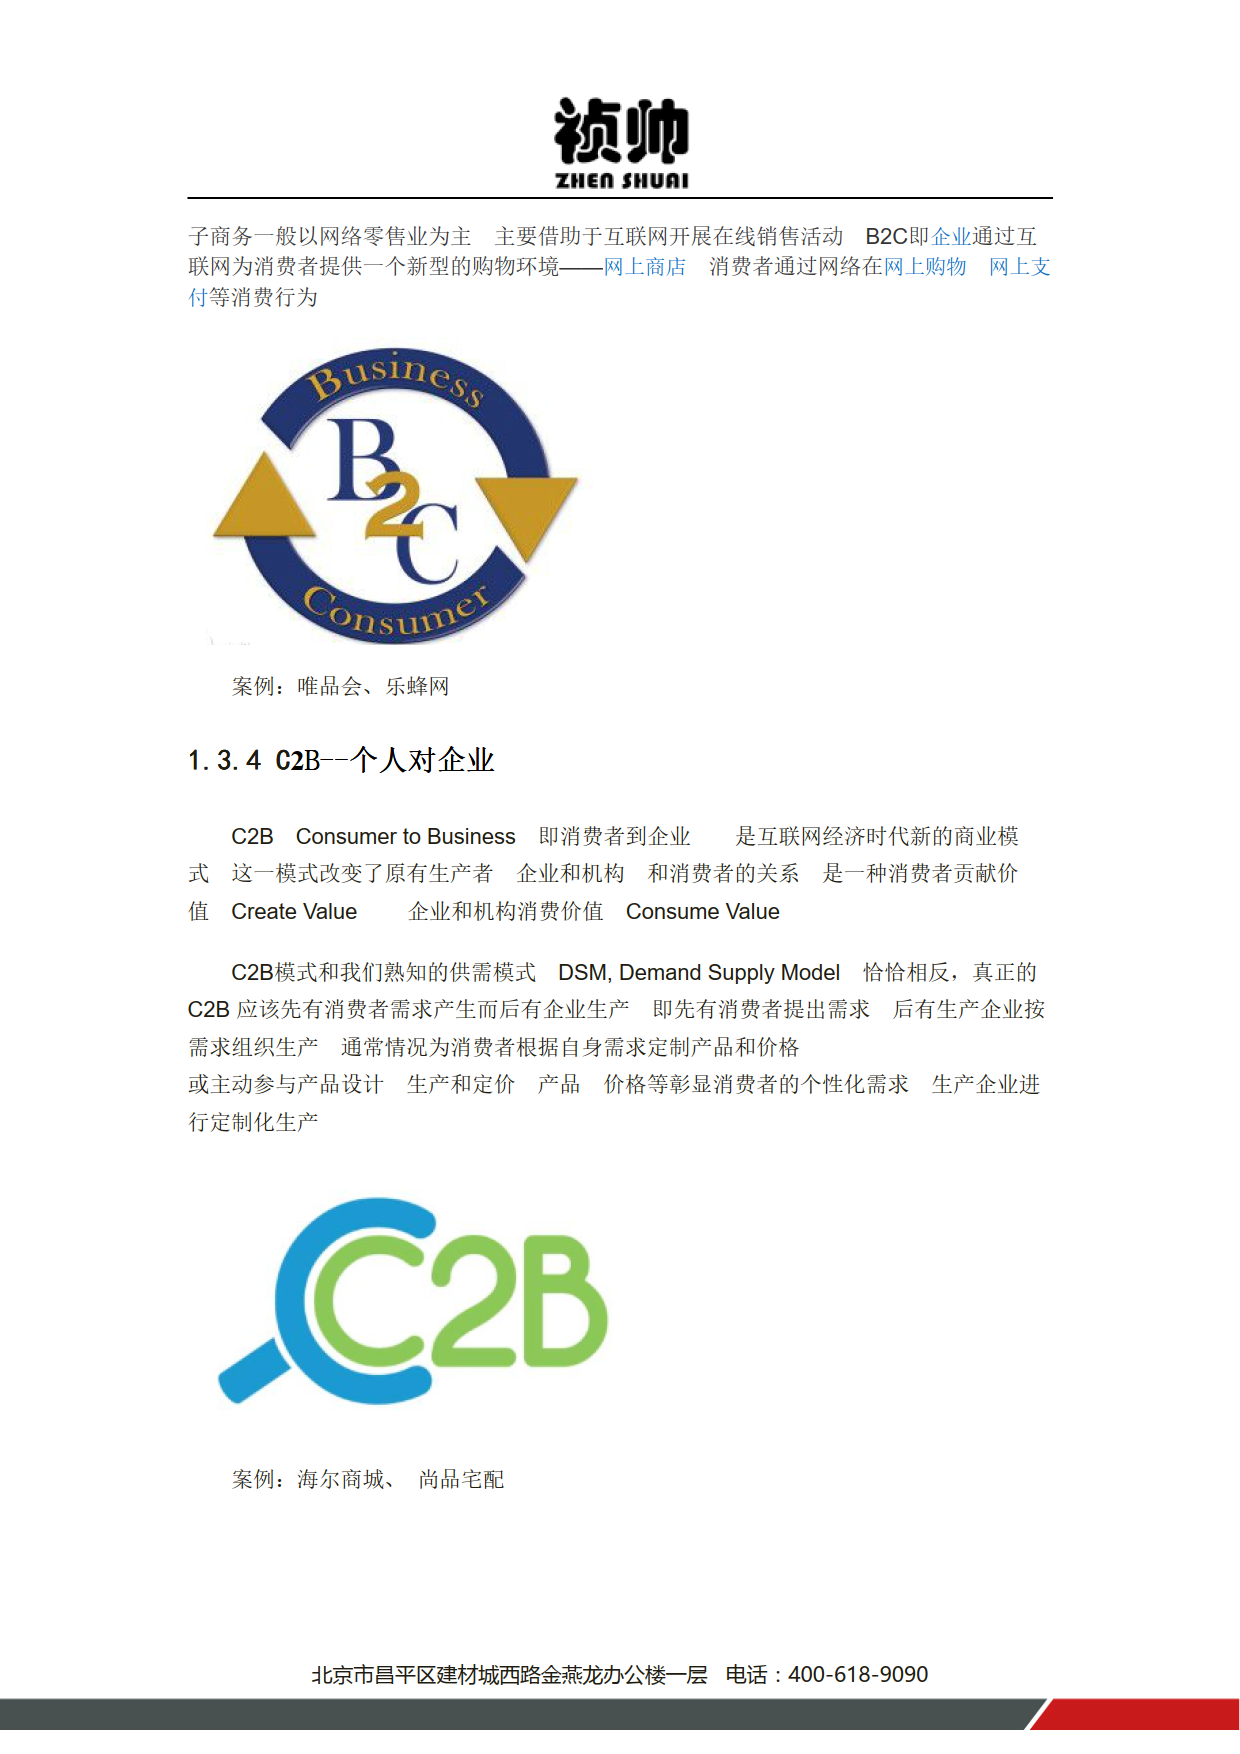 祯帅
ZHEN SHUAI
子商务一般以网络零售业为主 主要借助于互联网开展在线销售活动 B2C即企业通过互
联网为消费者提供一个新型的购物环境——网上商店 消费者通过网络在网上购物 网上支
付等消费行为
Business
B2C
Consumer
案例：唯品会、乐蜂网
1.3.4 C2B--个人对企业
C2B Consumer to Business 即消费者到企业 是互联网经济时代新的商业模
式 这一模式改变了原有生产者 企业和机构 和消费者的关系 是一种消费者贡献价
值 Create Value 企业和机构消费价值 Consume Value
C2B模式和我们熟知的供需模式 DSM, Demand Supply Model 恰恰相反，真正的
C2B 应该先有消费者需求产生而后有企业生产 即先有消费者提出需求 后有生产企业按
需求组织生产 通常情况为消费者根据自身需求定制产品和价格
或主动参与产品设计 生产和定价 产品 价格等彰显消费者的个性化需求 生产企业进
行定制化生产
C2B
案例：海尔商城、 尚品宅配
北京市昌平区建材城西路金燕龙办公楼一层 电话：400-618-9090